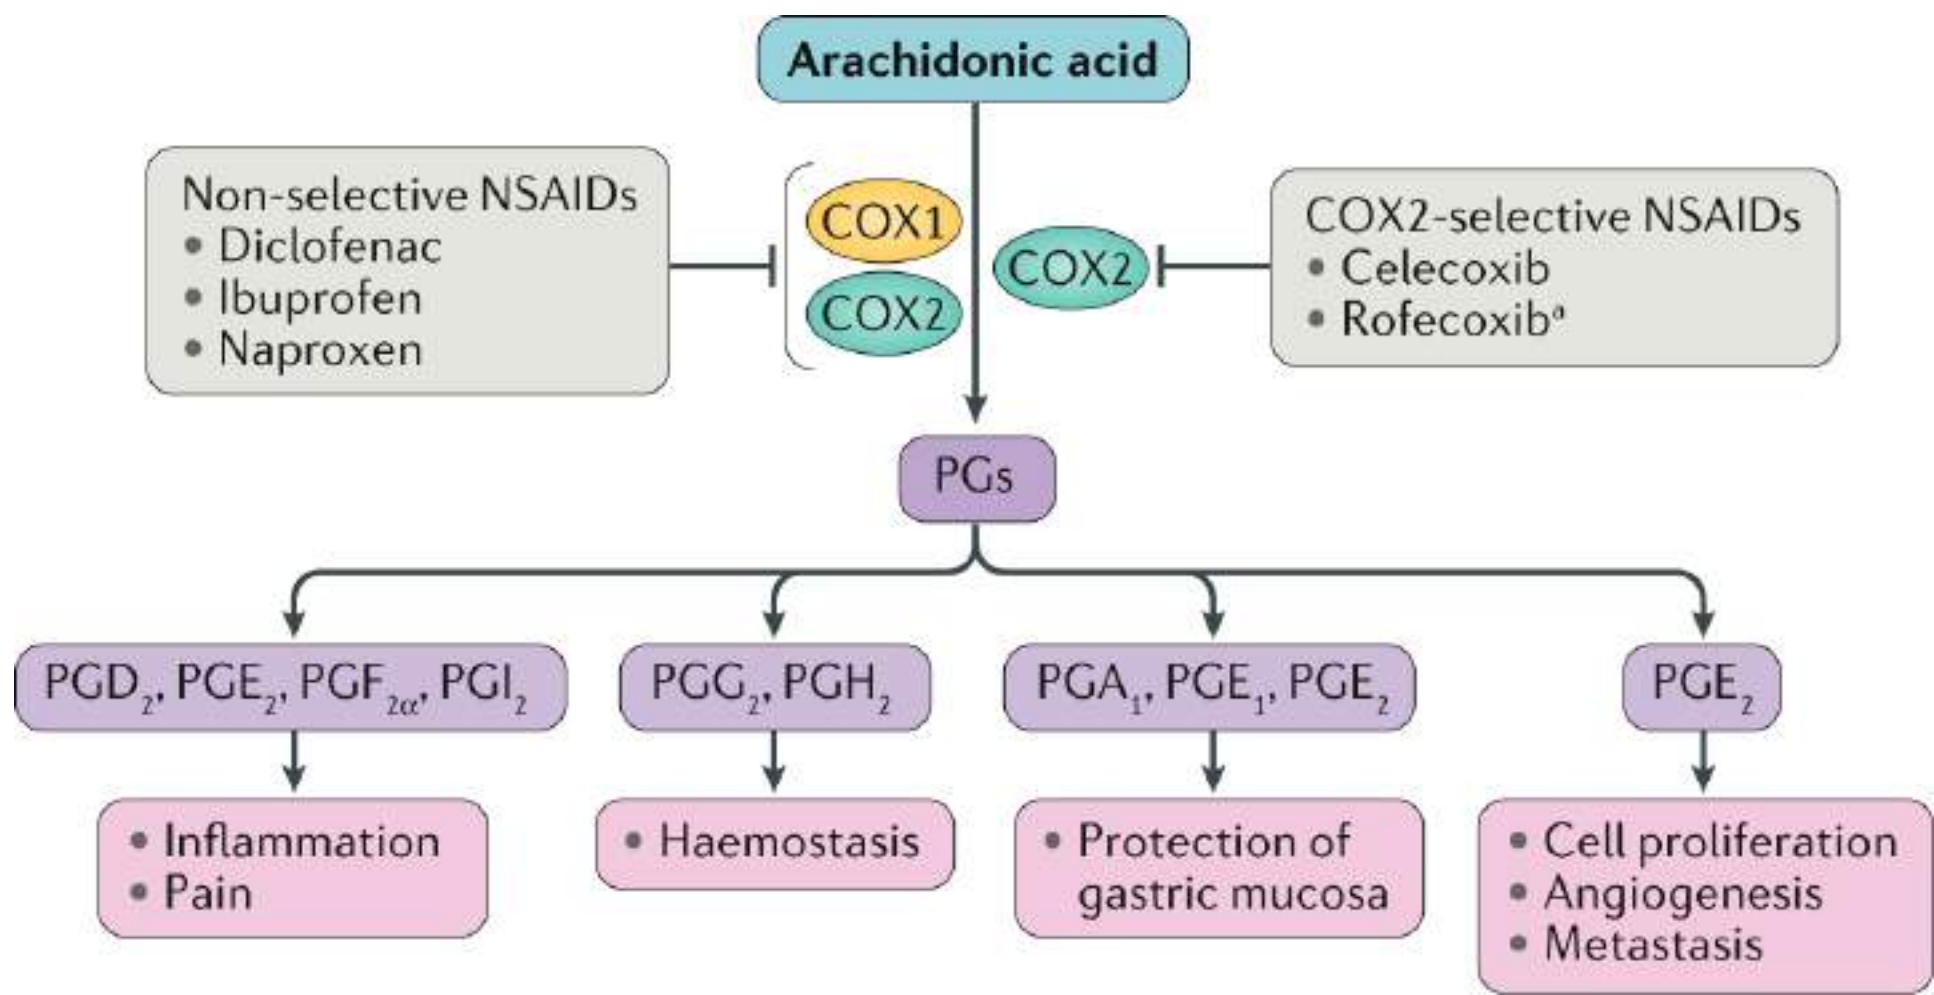 Arachidonic acid
Non-selective NSAIDs
• Diclofenac
• Ibuprofen
• Naproxen
COX1
COX2
COX2
COX2-selective NSAIDs
• Celecoxib
• Rofecoxibᵃ
PGs
PGD₂, PGE₂, PGF₂α, PGI₂
PGG₂, PGH₂
PGA₁, PGE₁, PGE₂
PGE₂
• Inflammation
• Pain
• Haemostasis
• Protection of
gastric mucosa
• Cell proliferation
• Angiogenesis
• Metastasis